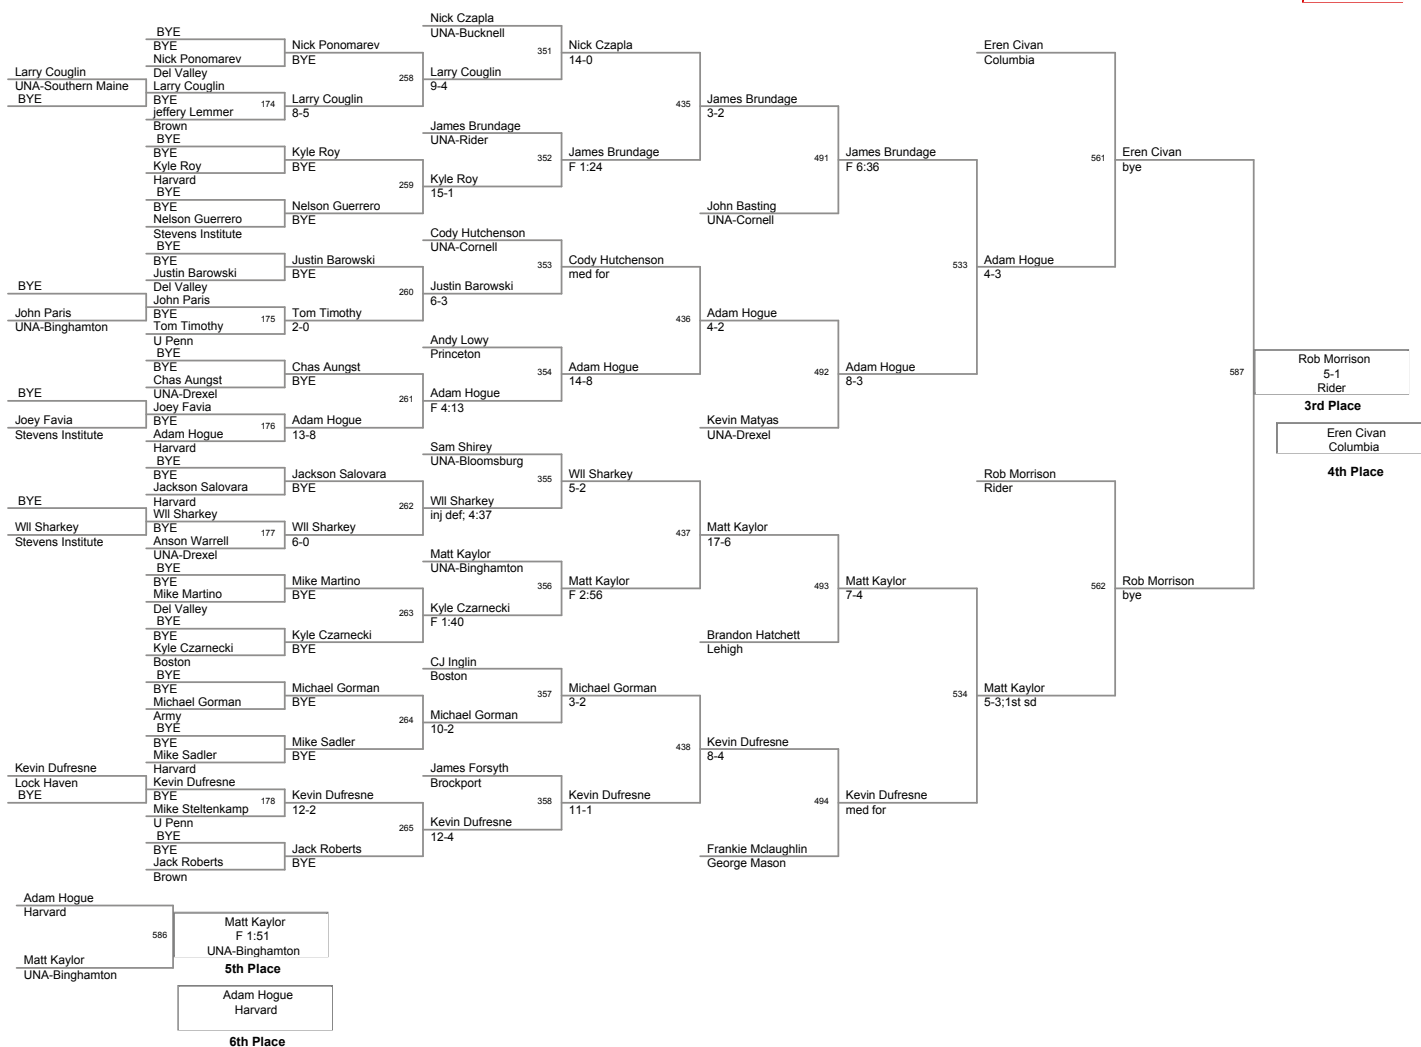 Larry Couglin
UNA-Southern Maine
BYE
BYE
John Paris
UNA-Binghamton
BYE
Joey Favia
Stevens Institute
BYE
Wll Sharkey
Stevens Institute
Kevin Dufresne
Lock Haven
BYE
BYE
BYE
Nick Ponomarev
Del Valley
Larry Couglin
BYE
174
jeffery Lemmer
Brown
BYE
BYE
Kyle Roy
Harvard
BYE
BYE
Nelson Guerrero
Stevens Institute
BYE
BYE
Justin Barowski
Del Valley
John Paris
BYE
175
Tom Timothy
U Penn
BYE
BYE
Chas Aungst
UNA-Drexel
Joey Favia
BYE
176
Adam Hogue
Harvard
BYE
BYE
Jackson Salovara
Harvard
Wll Sharkey
BYE
177
Anson Warrell
UNA-Drexel
BYE
BYE
Mike Martino
Del Valley
BYE
BYE
Kyle Czarnecki
Boston
BYE
BYE
Michael Gorman
Army
BYE
BYE
Mike Sadler
Harvard
Kevin Dufresne
BYE
178
Mike Steltenkamp
U Penn
BYE
BYE
Jack Roberts
Brown
Nick Ponomarev
BYE
258
Larry Couglin
8-5
Kyle Roy
BYE
259
Nelson Guerrero
BYE
Justin Barowski
BYE
260
Tom Timothy
2-0
Chas Aungst
BYE
261
Adam Hogue
13-8
Jackson Salovara
BYE
262
Wll Sharkey
6-0
Mike Martino
BYE
263
Kyle Czarnecki
BYE
Michael Gorman
BYE
264
Mike Sadler
BYE
Kevin Dufresne
12-2
265
Jack Roberts
BYE
Nick Czapla
UNA-Bucknell
351
Larry Couglin
9-4
James Brundage
UNA-Rider
352
Kyle Roy
15-1
Cody Hutchenson
UNA-Cornell
353
Justin Barowski
6-3
Andy Lowy
Princeton
354
Adam Hogue
F 4:13
Sam Shirey
UNA-Bloomsburg
355
Wll Sharkey
inj def; 4:37
Matt Kaylor
UNA-Binghamton
356
Kyle Czarnecki
F 1:40
CJ Inglin
Boston
357
Michael Gorman
10-2
James Forsyth
Brockport
358
Kevin Dufresne
12-4
Nick Czapla
14-0
435
James Brundage
F 1:24
Cody Hutchenson
med for
436
Adam Hogue
14-8
Wll Sharkey
5-2
437
Matt Kaylor
F 2:56
Michael Gorman
3-2
438
Kevin Dufresne
11-1
James Brundage
3-2
491
John Basting
UNA-Cornell
Adam Hogue
4-2
492
Kevin Matyas
UNA-Drexel
Matt Kaylor
17-6
493
Brandon Hatchett
Lehigh
Kevin Dufresne
8-4
494
Frankie Mclaughlin
George Mason
James Brundage
F 6:36
533
Adam Hogue
8-3
Matt Kaylor
7-4
534
Kevin Dufresne
med for
Eren Civan
Columbia
561
Adam Hogue
4-3
Rob Morrison
Rider
562
Matt Kaylor
5-3;1st sd
Eren Civan
bye
587
Rob Morrison
bye
Rob Morrison
5-1
Rider
3rd Place
Eren Civan
Columbia
4th Place
Adam Hogue
Harvard
586
Matt Kaylor
UNA-Binghamton
Matt Kaylor
F 1:51
UNA-Binghamton
5th Place
Adam Hogue
Harvard
6th Place